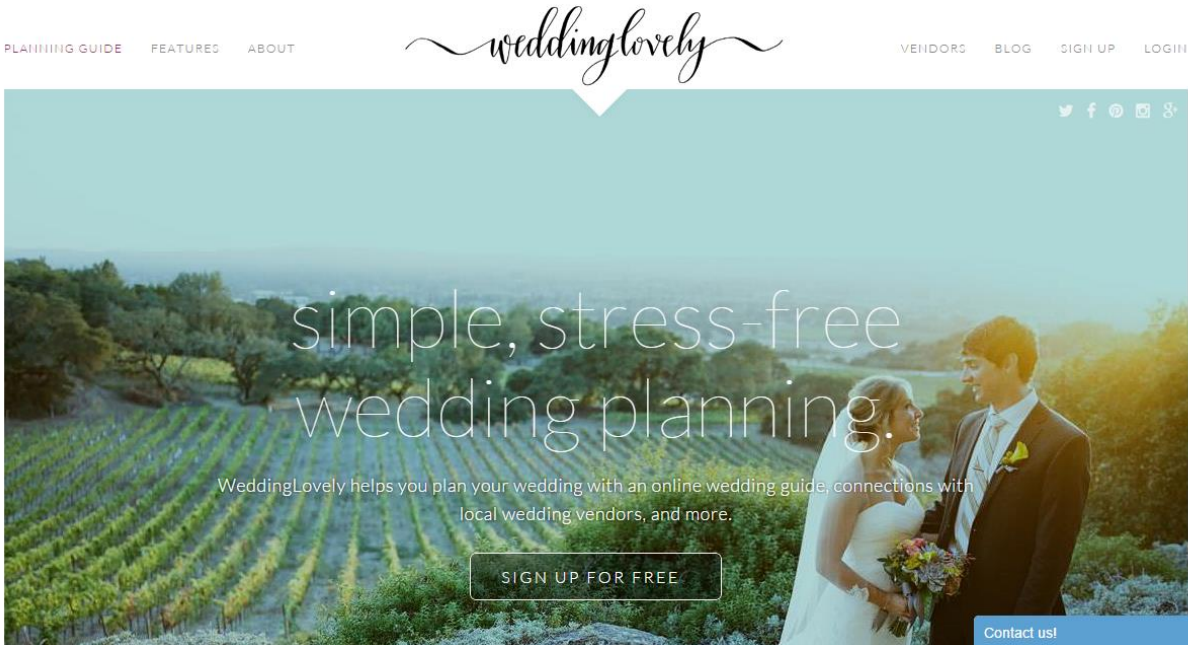 PLANNING GUIDE FEATURES ABOUT weddinglovely VENDORS BLOG SIGN UP LOGIN
simple, stress-free
wedding planning.
WeddingLovely helps you plan your wedding with an online wedding guide, connections with
local wedding vendors, and more.
SIGN UP FOR FREE
Contact us!